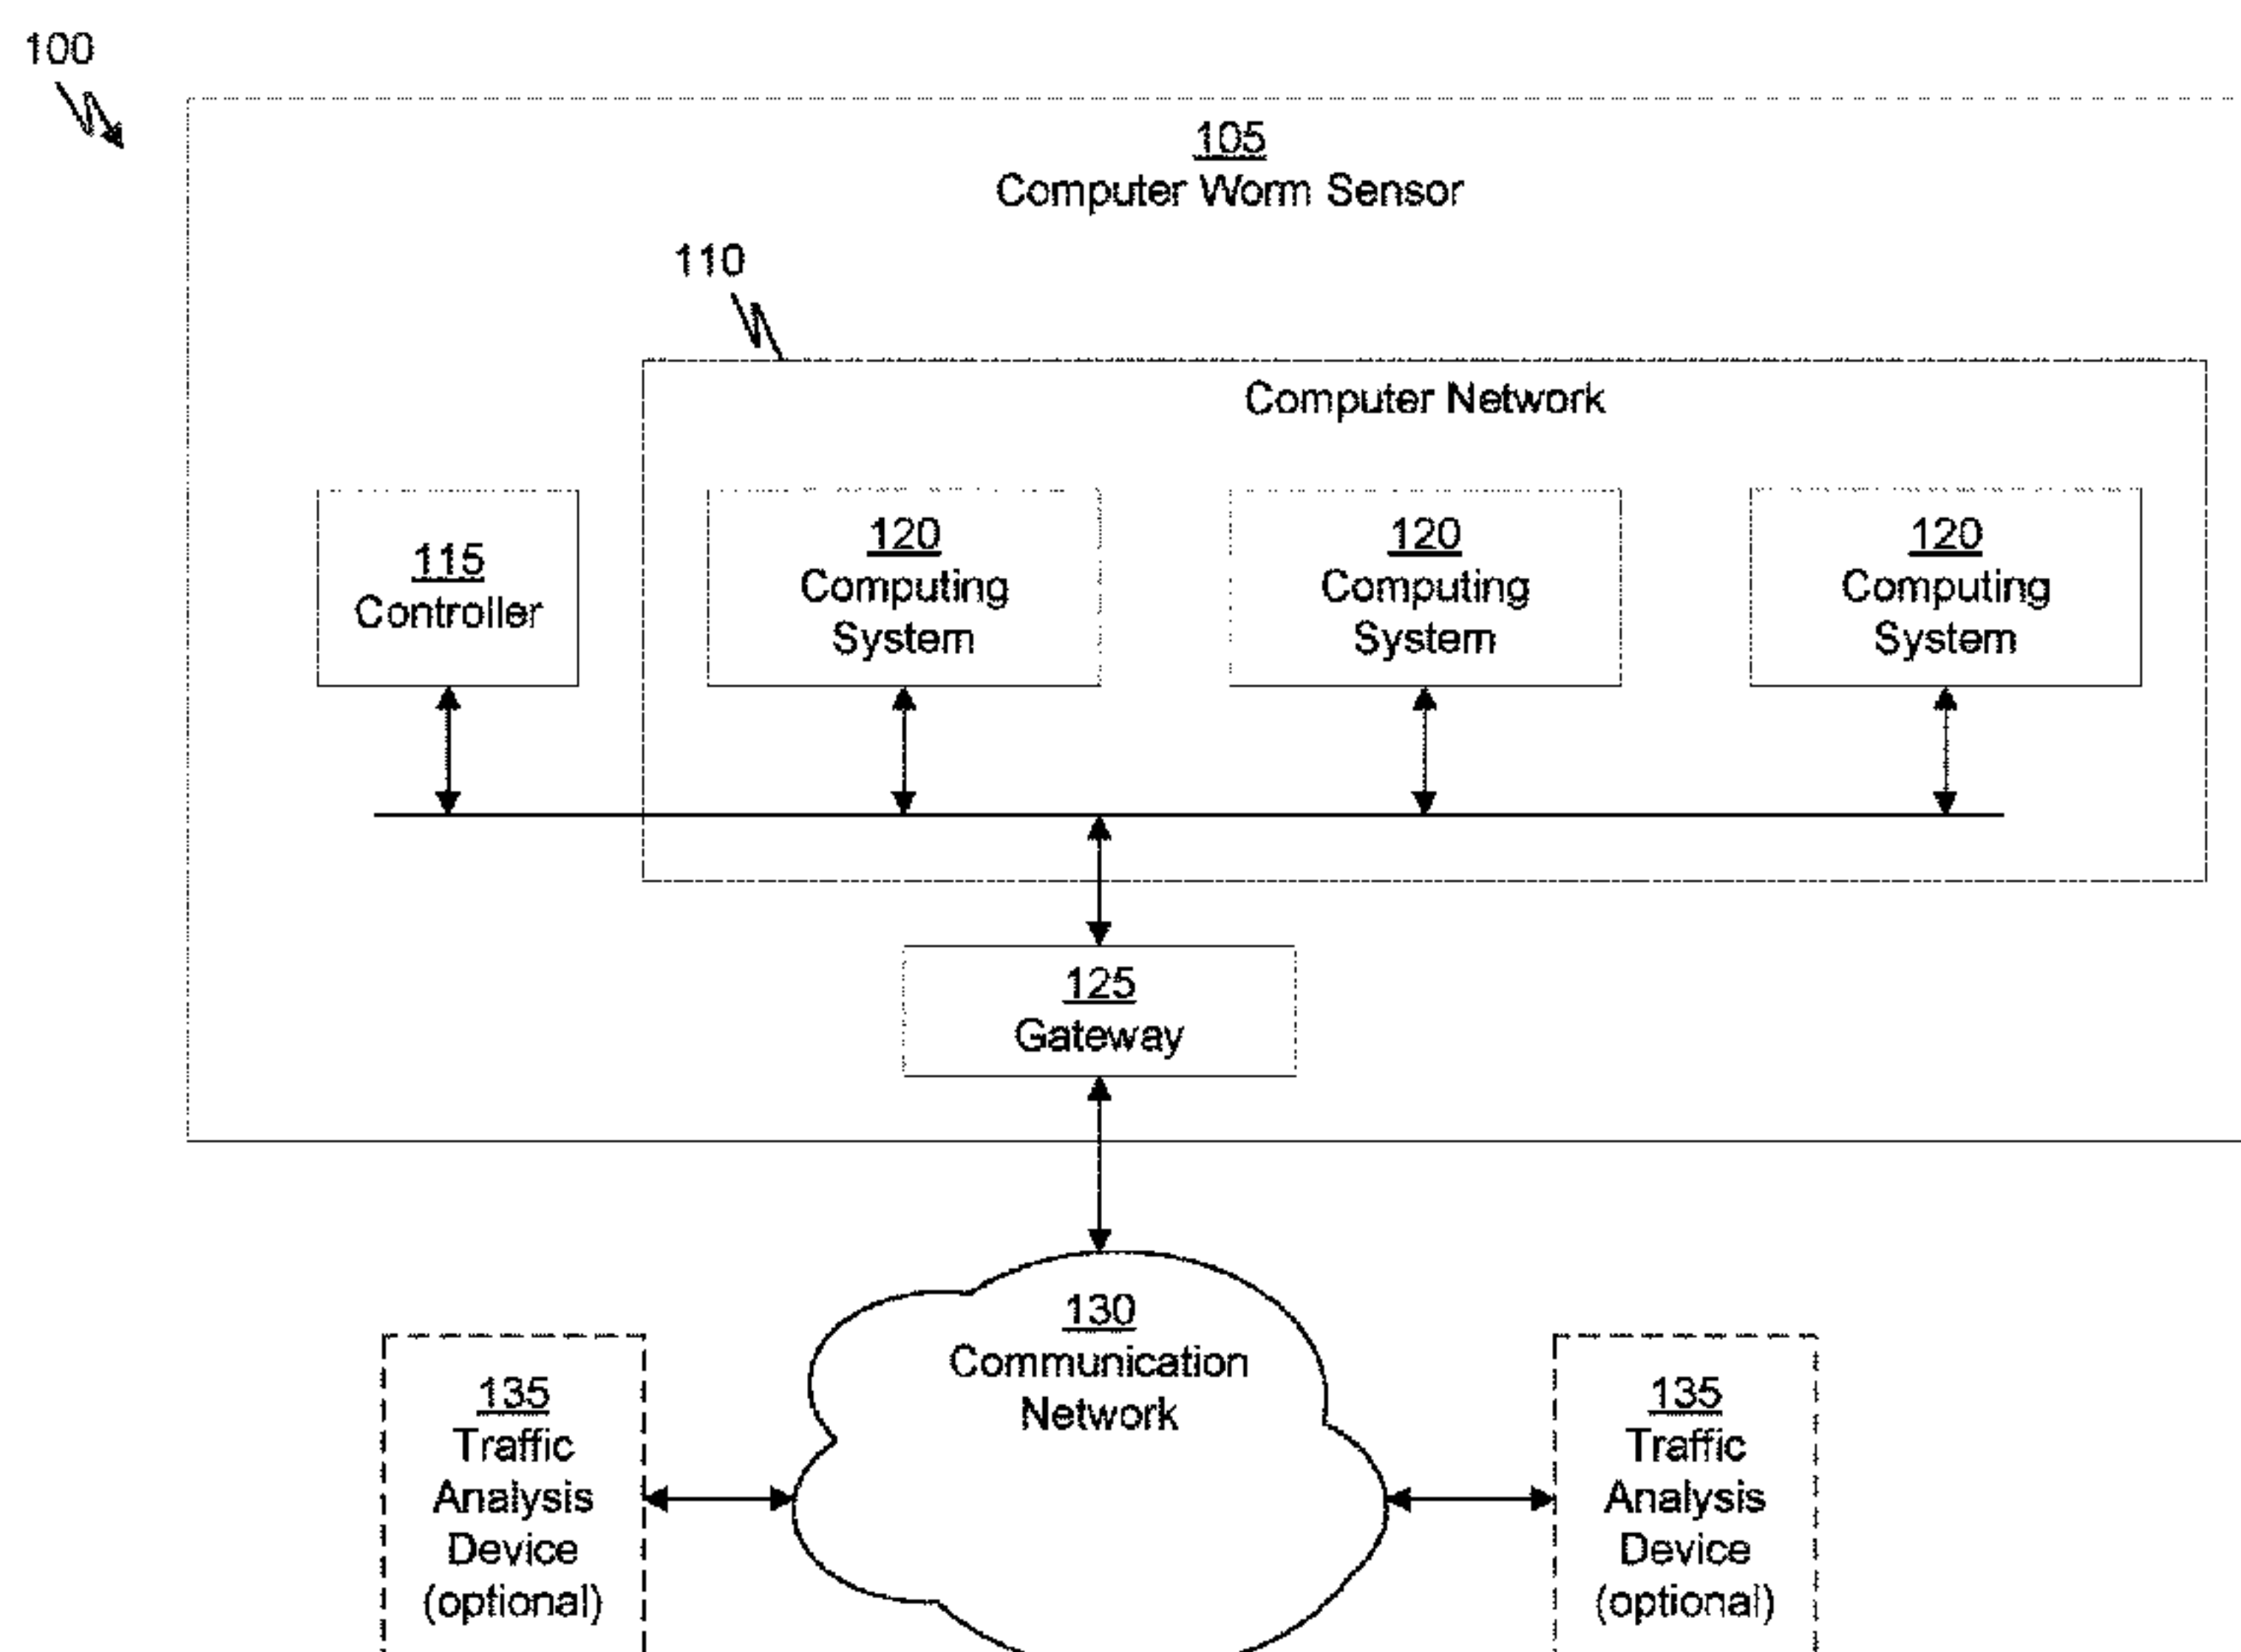 100
105
Computer Worm Sensor
110
Computer Network
115
Controller
120
Computing
System
120
Computing
System
120
Computing
System
125
Gateway
130
Communication
Network
135
Traffic
Analysis
Device
(optional)
135
Traffic
Analysis
Device
(optional)